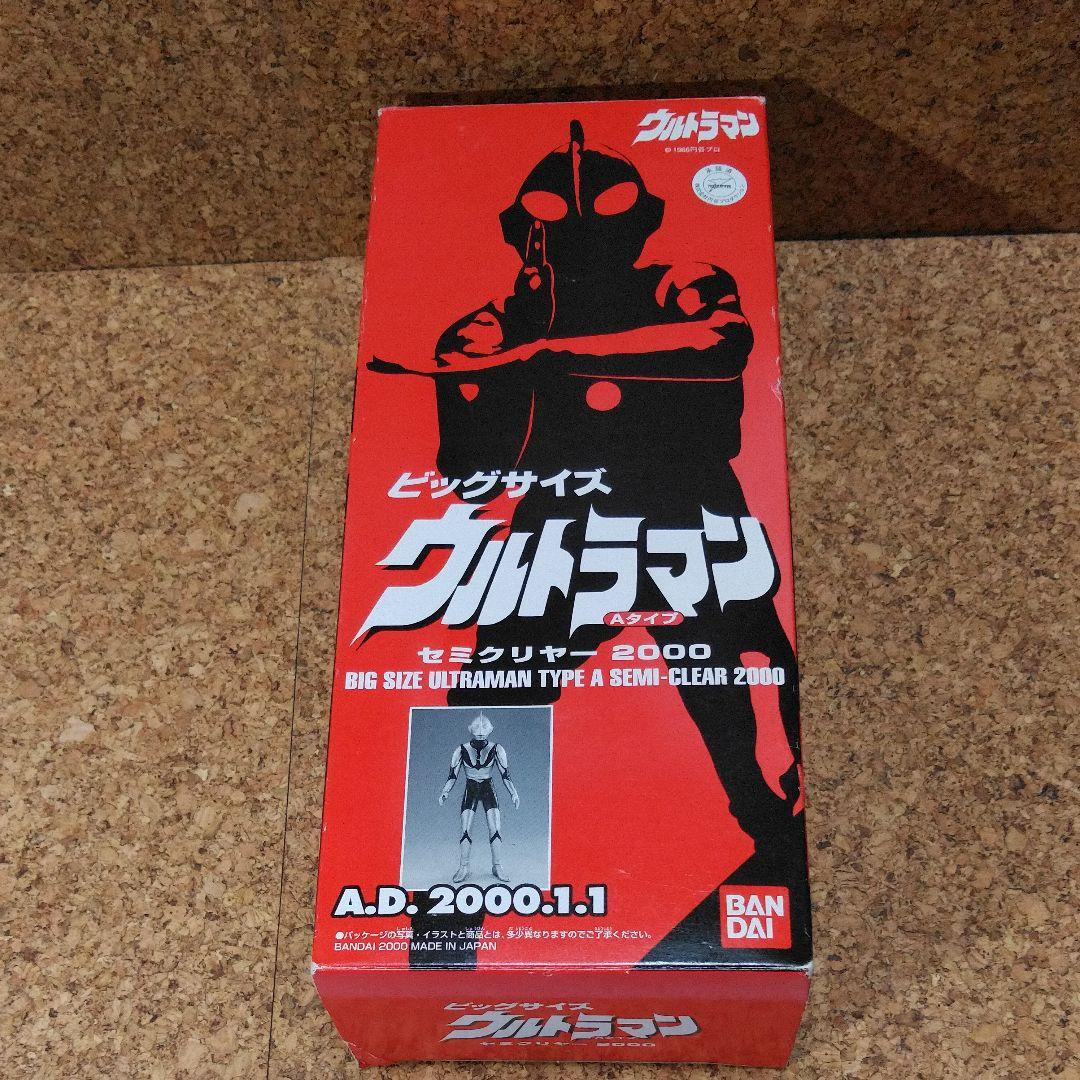 ウルトラマン
©1966円谷プロ
ビッグサイズ
ウルトラマン
Aタイプ
セミクリヤー 2000
BIG SIZE ULTRAMAN TYPE A SEMI-CLEAR 2000
A.D. 2000.1.1
BAN
DAI
●パッケージの写真・イラストと商品とは、多少異なりますのでご了承ください。
BANDAI 2000 MADE IN JAPAN
ビッグサイズ
ウルトラマン
セミクリヤー 2000